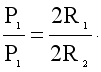 P₁/P₁ = 2R₁/2R₂.